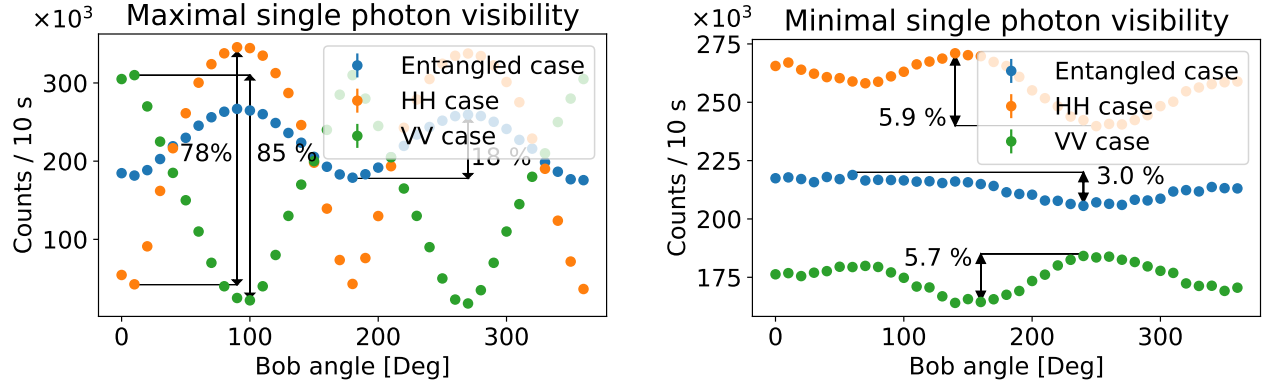 Maximal single photon visibility
×10³
Counts / 10 s
300
200
100
Entangled case
HH case
VV case
78%
85 %
18 %
0
100
200
300
Bob angle [Deg]
Minimal single photon visibility
×10³
Counts / 10 s
275
250
225
200
175
Entangled case
HH case
VV case
5.9 %
3.0 %
5.7 %
0
100
200
300
Bob angle [Deg]